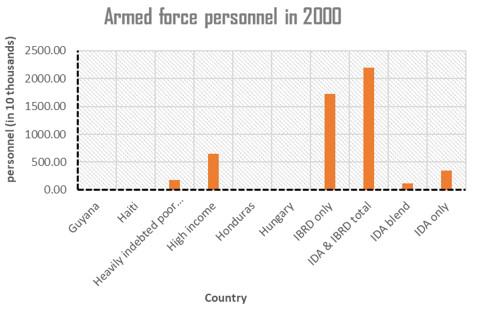 Armed force personnel in 2000
personnel (in 10 thousands)
2500.00
2000.00
1500.00
1000.00
500.00
0.00
Guyana
Haiti
Heavily indebted poor...
High income
Honduras
Hungary
IBRD only
IDA & IBRD total
IDA blend
IDA only
Country